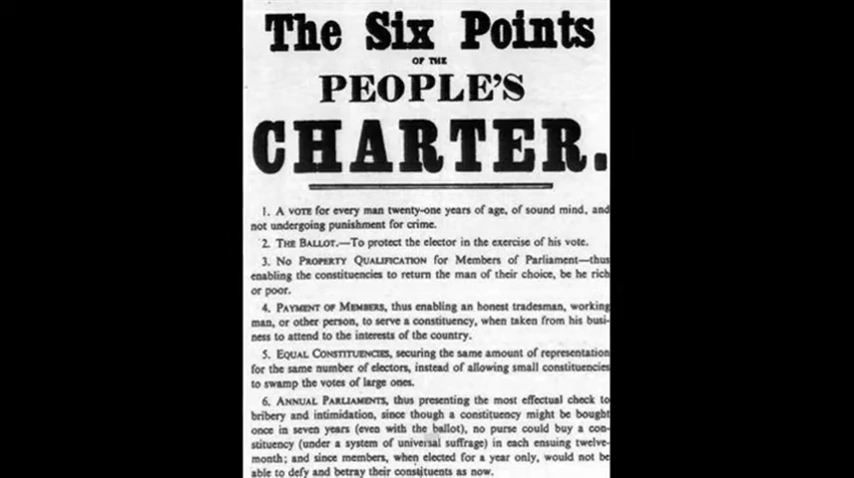 The Six Points
OF THE
PEOPLE'S
CHARTER.
1. A VOTE for every man twenty-one years of age, of sound mind, and
not undergoing punishment for crime.
2. THE BALLOT.—To protect the elector in the exercise of his vote.
3. NO PROPERTY QUALIFICATION for Members of Parliament—thus
enabling the constituencies to return the man of their choice, be he rich
or poor.
4. PAYMENT OF MEMBERS, thus enabling an honest tradesman, working
man, or other person, to serve a constituency, when taken from his busi-
ness to attend to the interests of the country.
5. EQUAL CONSTITUENCIES, securing the same amount of representation
for the same number of electors, instead of allowing small constituencies
to swamp the votes of large ones.
6. ANNUAL PARLIAMENTS, thus presenting the most effectual check to
bribery and intimidation, since though a constituency might be bought
once in seven years (even with the ballot), no purse could buy a con-
stituency (under a system of universal suffrage) in each ensuing twelve-
month; and since members, when elected for a year only, would not be
able to defy and betray their constituents as now.